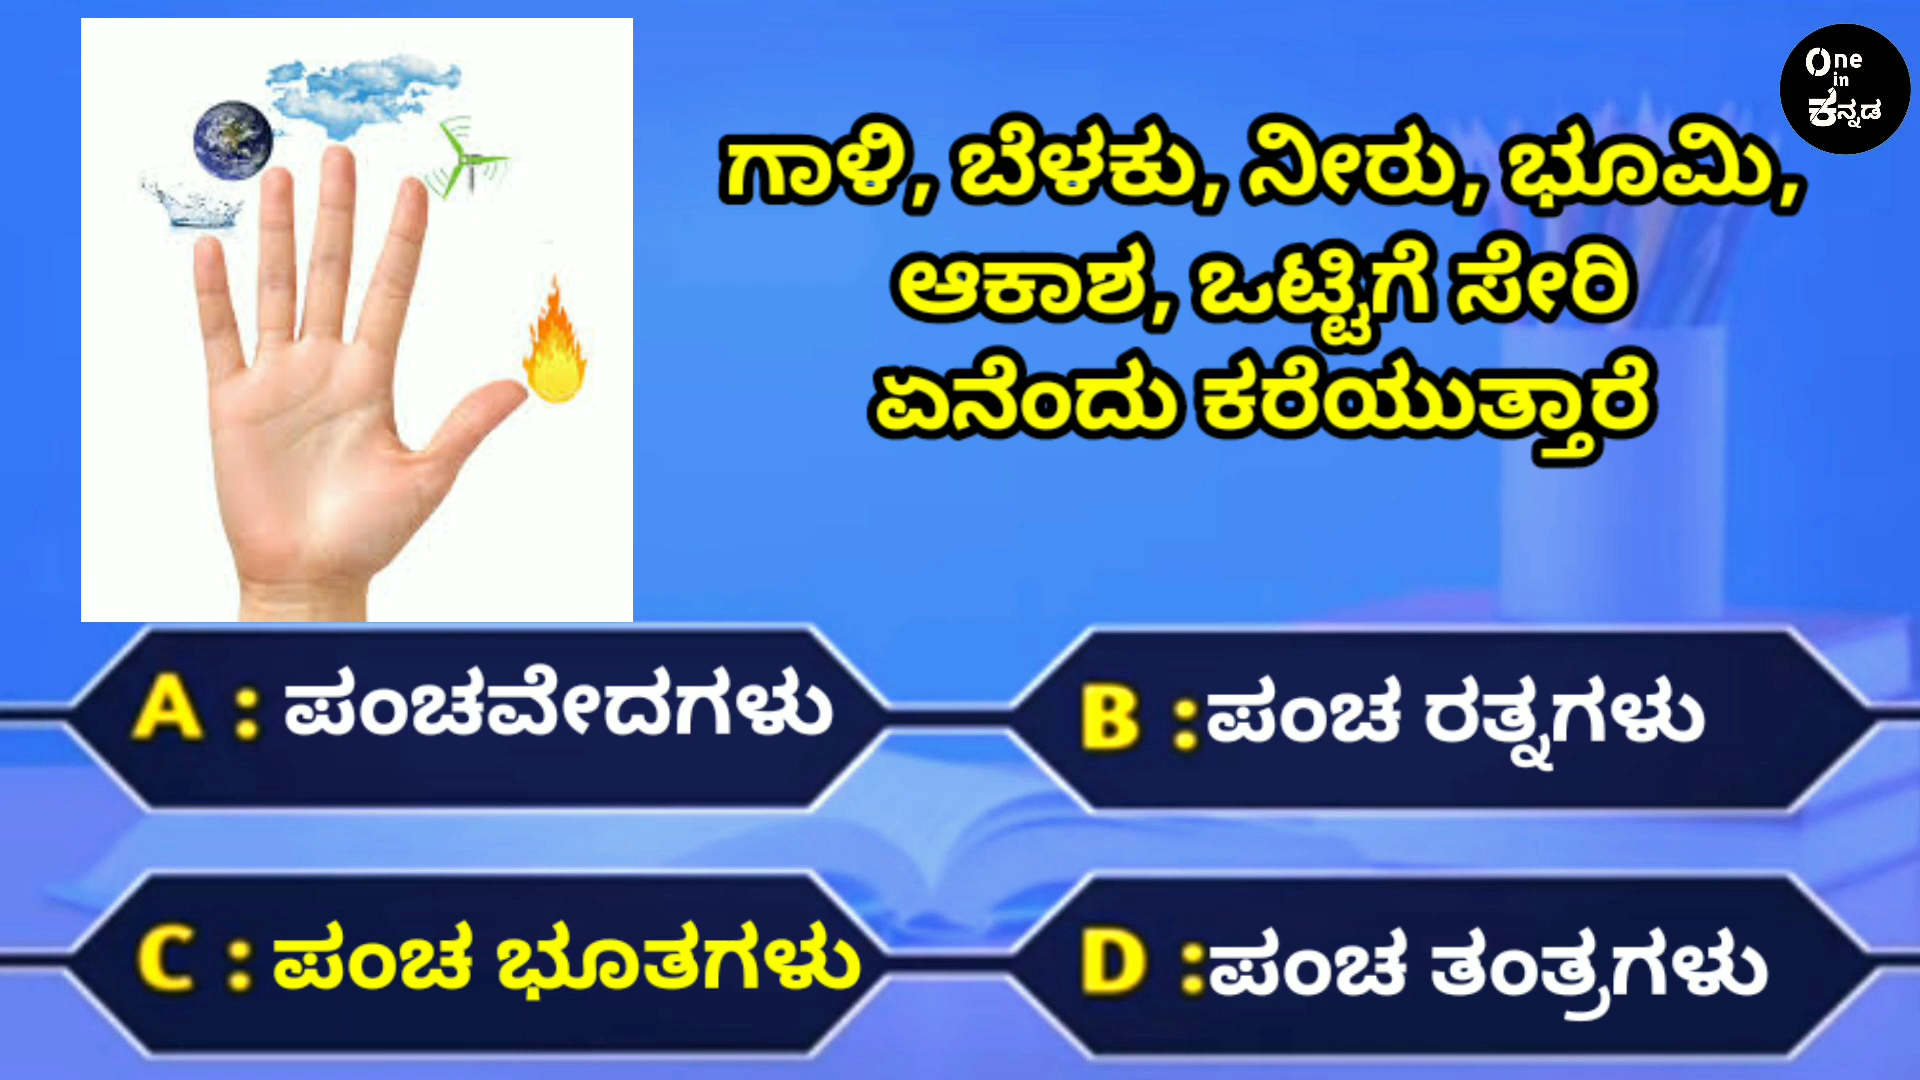 One
in
ಕನ್ನಡ
ಗಾಳಿ, ಬೆಳಕು, ನೀರು, ಭೂಮಿ,
ಆಕಾಶ, ಒಟ್ಟಿಗೆ ಸೇರಿ
ಏನೆಂದು ಕರೆಯುತ್ತಾರೆ
A : ಪಂಚವೇದಗಳು
B :ಪಂಚ ರತ್ನಗಳು
C : ಪಂಚ ಭೂತಗಳು
D :ಪಂಚ ತಂತ್ರಗಳು